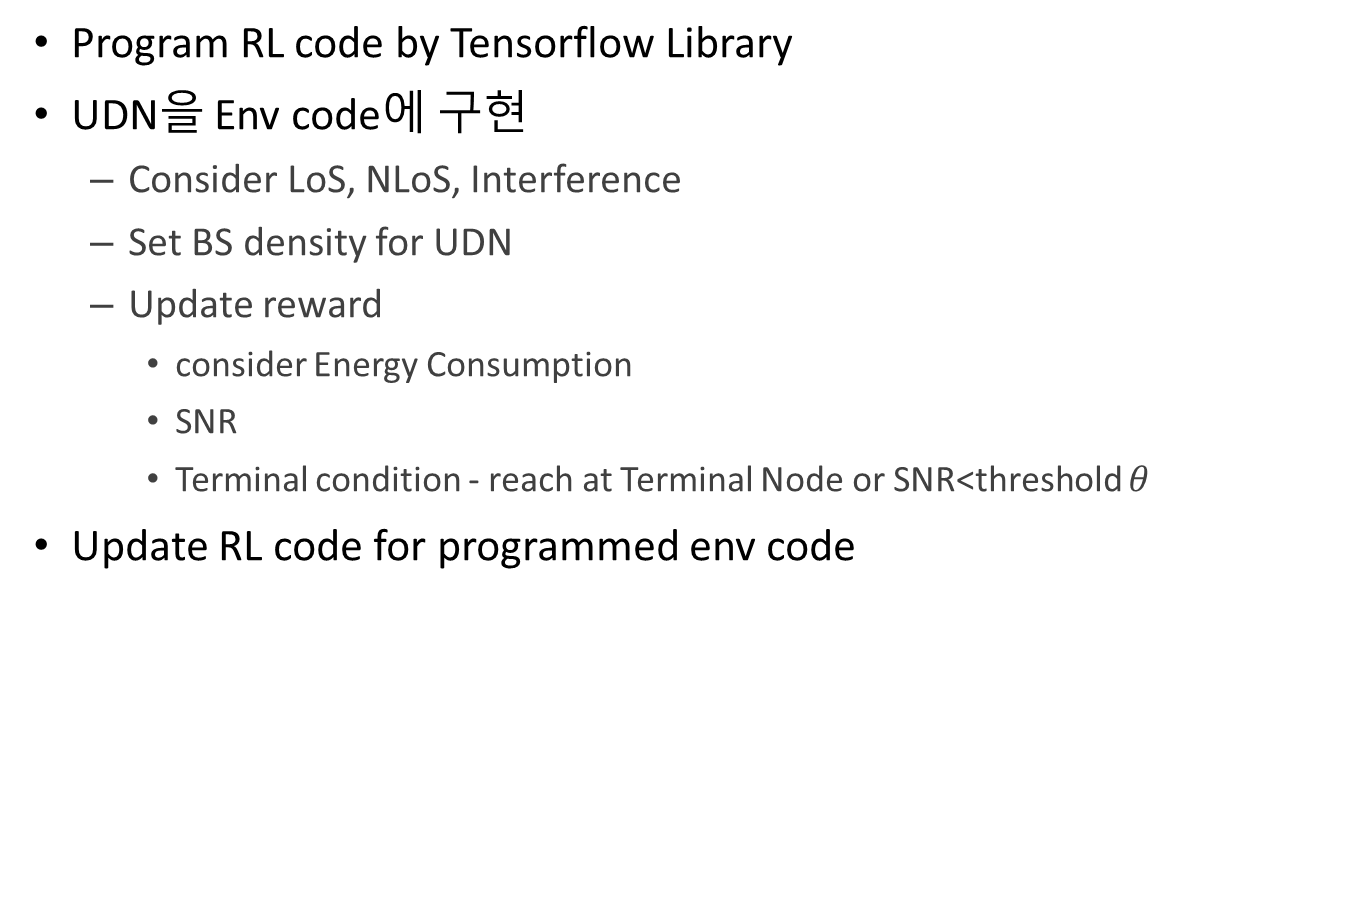 • Program RL code by Tensorflow Library
• UDN을 Env code에 구현
– Consider LoS, NLoS, Interference
– Set BS density for UDN
– Update reward
• consider Energy Consumption
• SNR
• Terminal condition - reach at Terminal Node or SNR<threshold θ
• Update RL code for programmed env code